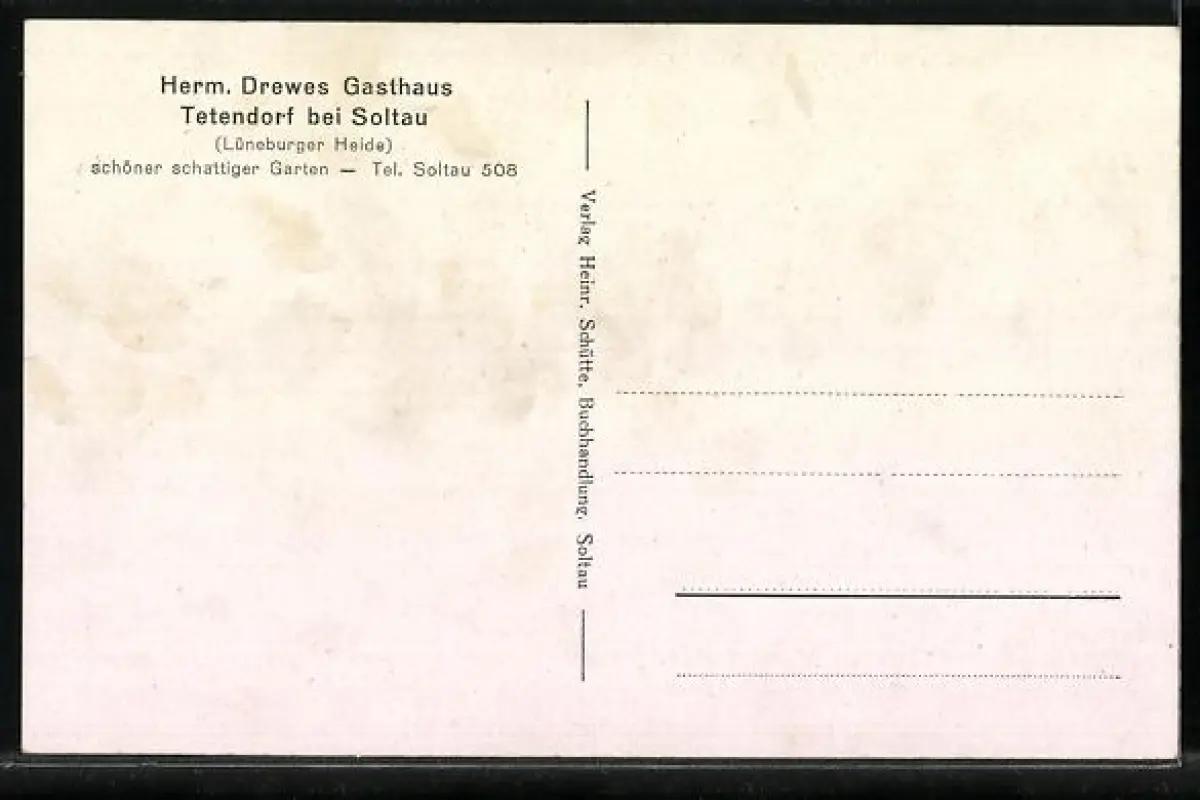 Herm. Drewes Gasthaus
Tetendorf bei Soltau
(Lüneburger Heide)
schöner schattiger Garten — Tel. Soltau 508
Verlag Heinr. Schütte, Buchhandlung, Soltau